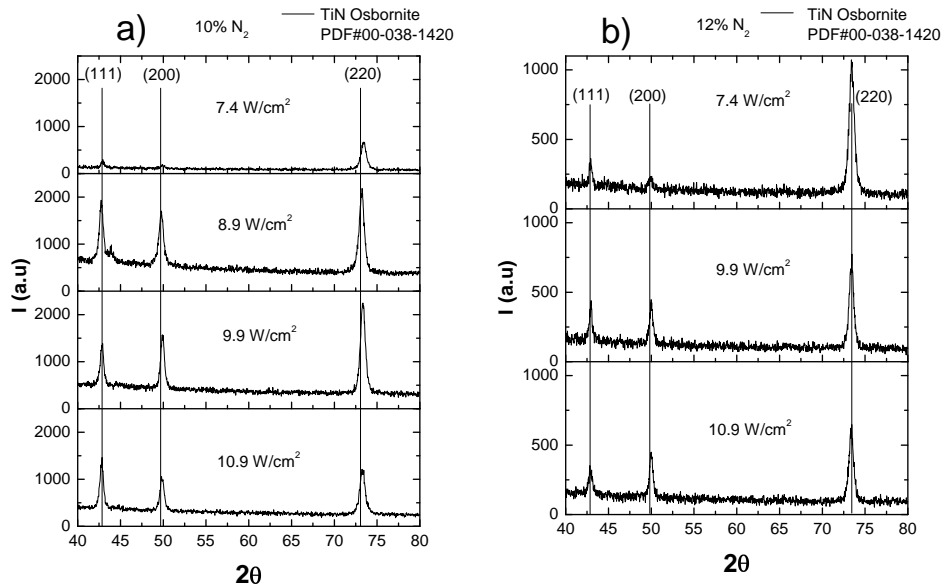 a)
10% N2
TiN Osbornite
PDF#00-038-1420
(111) (200) (220)
7.4 W/cm2
8.9 W/cm2
9.9 W/cm2
10.9 W/cm2
2000
1000
0
2000
1000
0
2000
1000
0
2000
1000
0
40 45 50 55 60 65 70 75 80
I (a.u)
2θ
b)
12% N2
TiN Osbornite
PDF#00-038-1420
(111) (200) (220)
7.4 W/cm2
9.9 W/cm2
10.9 W/cm2
1000
500
0
1000
500
0
1000
500
0
40 45 50 55 60 65 70 75 80
I (a.u)
2θ